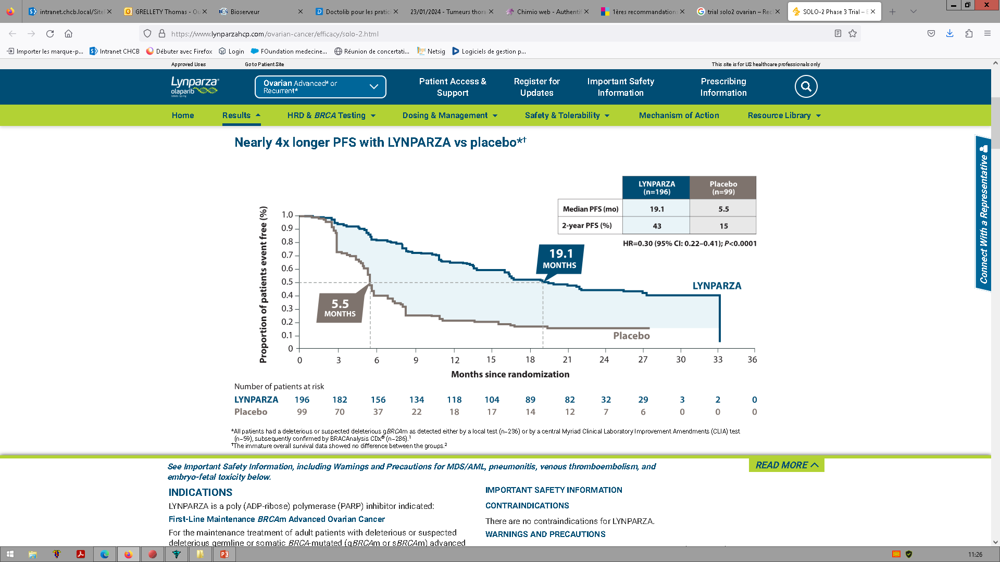 intranet.chcb.local/Site
GRELLETY Thomas - Ou
Bioserveur
Doctolib pour les pratic
23/01/2024 - Tumeurs thora
Chimio web - Authentif
1ères recommandation
trial solo2 ovarian – Rec
SOLO-2 Phase 3 Trial – E
https://www.lynparzahcp.com/ovarian-cancer/efficacy/solo-2.html
Importer les marque-p...
Intranet CHCB
Débuter avec Firefox
Login
FOundation medecine...
Réunion de concertati...
Netsig
Logiciels de gestion p...
Approved Uses
Go to Patient Site
This site is for US healthcare professionals only
Lynparza
olaparib
Ovarian Advanced* or
Recurrent*
Patient Access &
Support
Register for
Updates
Important Safety
Information
Prescribing
Information
Home
Results
HRD & BRCA Testing
Dosing & Management
Safety & Tolerability
Mechanism of Action
Resource Library
Nearly 4x longer PFS with LYNPARZA vs placebo*†
Connect With a Representative
LYNPARZA
(n=196)
Placebo
(n=99)
Median PFS (mo) 19.1 5.5
2-year PFS (%) 43 15
HR=0.30 (95% CI: 0.22–0.41); P<0.0001
Proportion of patients event free (%)
1.0
0.9
0.8
0.7
0.6
0.5
0.4
0.3
0.2
0.1
0
19.1
MONTHS
5.5
MONTHS
LYNPARZA
Placebo
0 3 6 9 12 15 18 21 24 27 30 33 36
Months since randomization
Number of patients at risk
LYNPARZA 196 182 156 134 118 104 89 82 32 29 3 2 0
Placebo 99 70 37 22 18 17 14 12 7 6 0 0 0
*All patients had a deleterious or suspected deleterious gBRCAm as detected either by a local test (n=236) or by a central Myriad Clinical Laboratory Improvement Amendments (CLIA) test
(n=59), subsequently confirmed by BRACAnalysis CDx® (n=286).1
†The immature overall survival data showed no difference between the groups.2
See Important Safety Information, including Warnings and Precautions for MDS/AML, pneumonitis, venous thromboembolism, and
embryo-fetal toxicity below.
READ MORE
INDICATIONS
LYNPARZA is a poly (ADP-ribose) polymerase (PARP) inhibitor indicated:
First-Line Maintenance BRCAm Advanced Ovarian Cancer
For the maintenance treatment of adult patients with deleterious or suspected
deleterious germline or somatic BRCA-mutated (gBRCAm or sBRCAm) advanced
IMPORTANT SAFETY INFORMATION
CONTRAINDICATIONS
There are no contraindications for LYNPARZA.
WARNINGS AND PRECAUTIONS
11:26